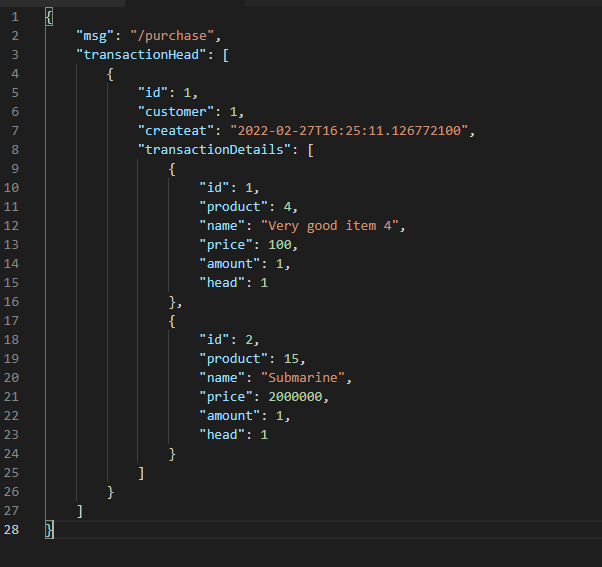 1 {
2     "msg": "/purchase",
3     "transactionHead": [
4         {
5             "id": 1,
6             "customer": 1,
7             "createat": "2022-02-27T16:25:11.126772100",
8             "transactionDetails": [
9                 {
10                     "id": 1,
11                     "product": 4,
12                     "name": "Very good item 4",
13                     "price": 100,
14                     "amount": 1,
15                     "head": 1
16                 },
17                 {
18                     "id": 2,
19                     "product": 15,
20                     "name": "Submarine",
21                     "price": 2000000,
22                     "amount": 1,
23                     "head": 1
24                 }
25             ]
26         }
27     ]
28 }